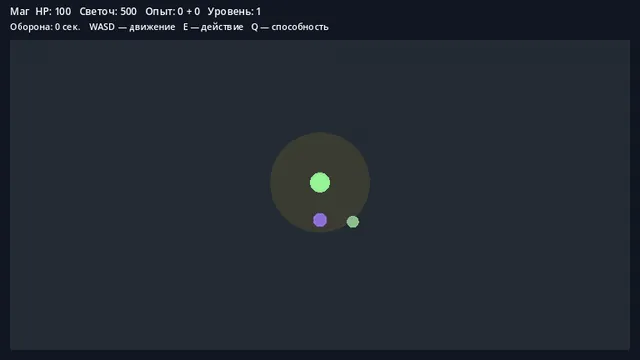 Маг HP: 100 Светоч: 500 Опыт: 0 + 0 Уровень: 1
Оборона: 0 сек. WASD — движение E — действие Q — способность